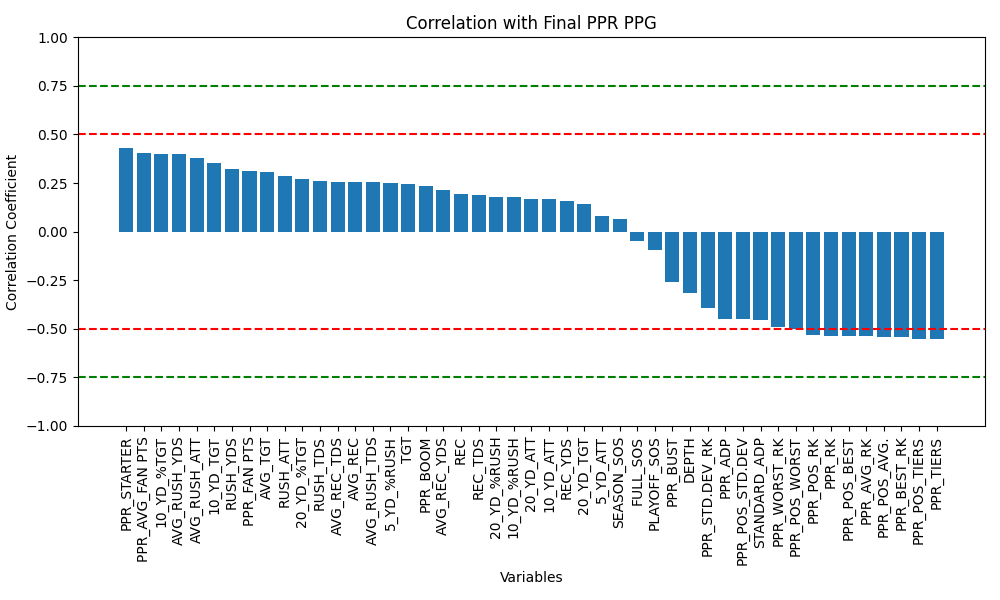 Correlation with Final PPR PPG
1.00
0.75
0.50
0.25
0.00
−0.25
−0.50
−0.75
−1.00
Correlation Coefficient
PPR_STARTER
PPR_AVG_FAN PTS
10_YD_%TGT
AVG_RUSH_YDS
AVG_RUSH_ATT
10_YD_TGT
RUSH_YDS
PPR_FAN PTS
AVG_TGT
RUSH_ATT
20_YD_%TGT
RUSH_TDS
AVG_REC_TDS
AVG_REC
AVG_RUSH_TDS
5_YD_%RUSH
TGT
PPR_BOOM
AVG_REC_YDS
REC
REC_TDS
20_YD_%RUSH
10_YD_%RUSH
20_YD_ATT
10_YD_ATT
REC_YDS
20_YD_TGT
5_YD_ATT
SEASON_SOS
FULL_SOS
PLAYOFF_SOS
PPR_BUST
DEPTH
PPR_STD.DEV_RK
PPR_ADP
PPR_POS_STD.DEV
STANDARD_ADP
PPR_WORST_RK
PPR_POS_WORST
PPR_POS_RK
PPR_RK
PPR_POS_BEST
PPR_AVG_RK
PPR_POS_AVG.
PPR_BEST_RK
PPR_POS_TIERS
PPR_TIERS
Variables